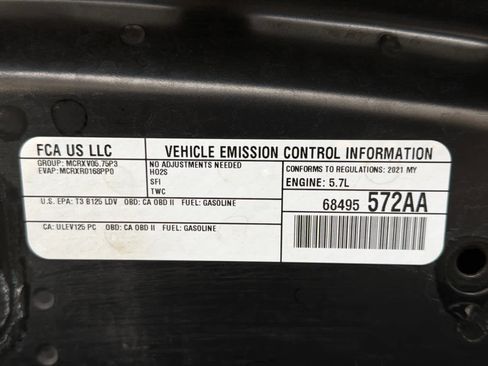 FCA US LLC
VEHICLE EMISSION CONTROL INFORMATION
GROUP: MCRXV05.75P3
EVAP: MCRXR0168PP0
NO ADJUSTMENTS NEEDED
HO2S
SFI
TWC
CONFORMS TO REGULATIONS: 2021 MY
ENGINE: 5.7L
U.S. EPA: T3 B125 LDV OBD: CA OBD II FUEL: GASOLINE
68495 572AA
CA: ULEV125 PC OBD: CA OBD II FUEL: GASOLINE